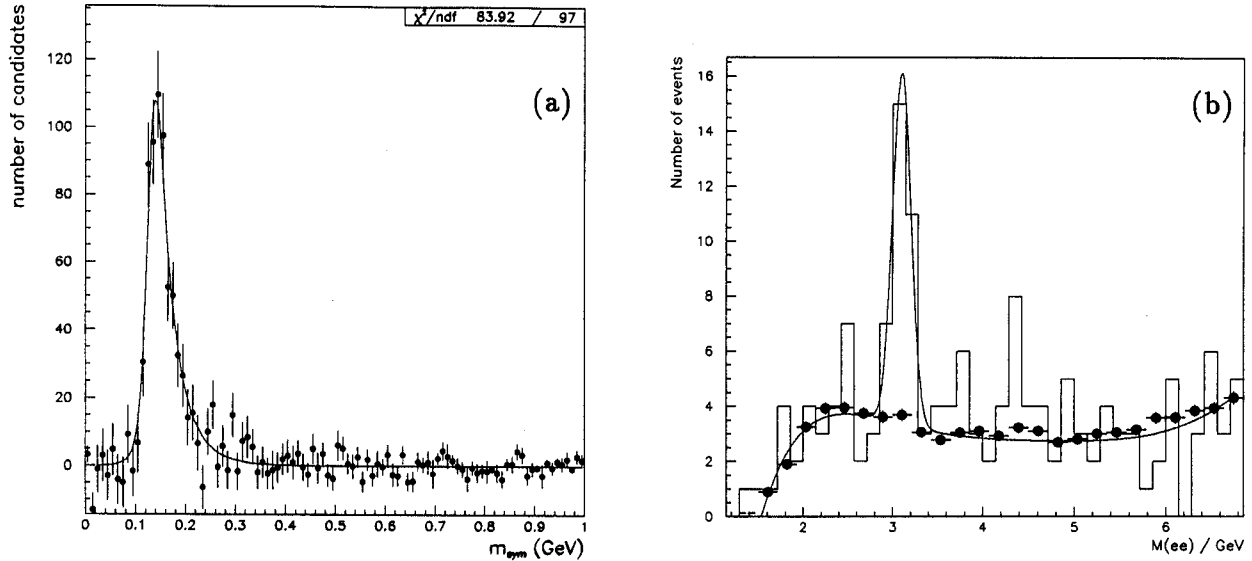 χ²/ndf 83.92 / 97
number of candidates
(a)
120
100
80
60
40
20
0
0 0.1 0.2 0.3 0.4 0.5 0.6 0.7 0.8 0.9 1
m_sym (GeV)
Number of events
(b)
16
14
12
10
8
6
4
2
0
2 3 4 5 6
M(ee) / GeV